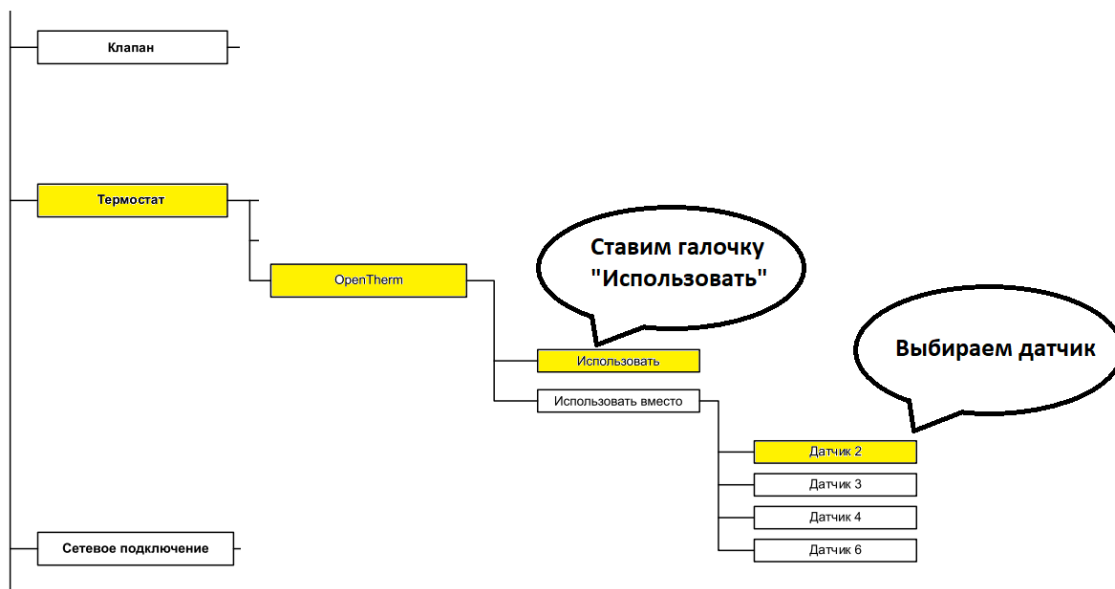 Клапан
Термостат
Ставим галочку
"Использовать"
OpenTherm
Выбираем датчик
Использовать
Использовать вместо
Датчик 2
Датчик 3
Датчик 4
Сетевое подключение
Датчик 6